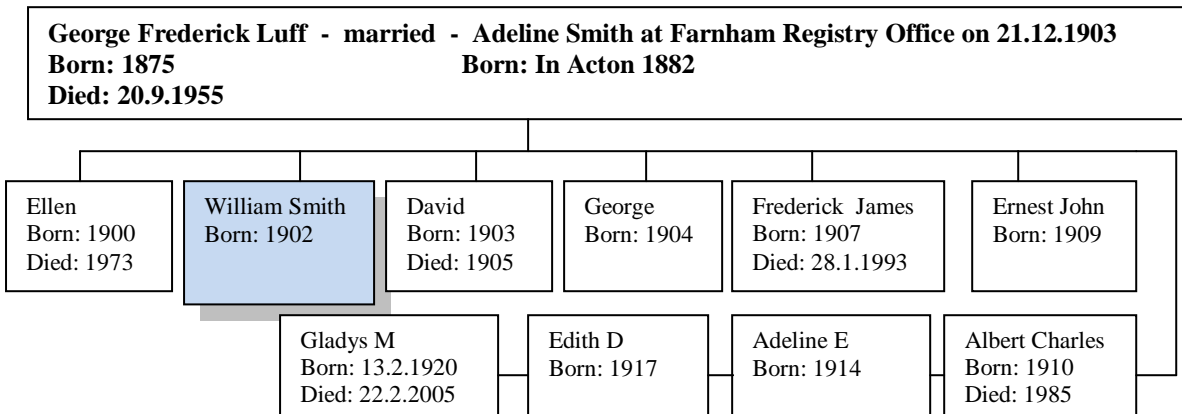 George Frederick Luff - married - Adeline Smith at Farnham Registry Office on 21.12.1903
Born: 1875 Born: In Acton 1882
Died: 20.9.1955
Ellen
Born: 1900
Died: 1973
William Smith
Born: 1902
David
Born: 1903
Died: 1905
George
Born: 1904
Frederick James
Born: 1907
Died: 28.1.1993
Ernest John
Born: 1909
Gladys M
Born: 13.2.1920
Died: 22.2.2005
Edith D
Born: 1917
Adeline E
Born: 1914
Albert Charles
Born: 1910
Died: 1985